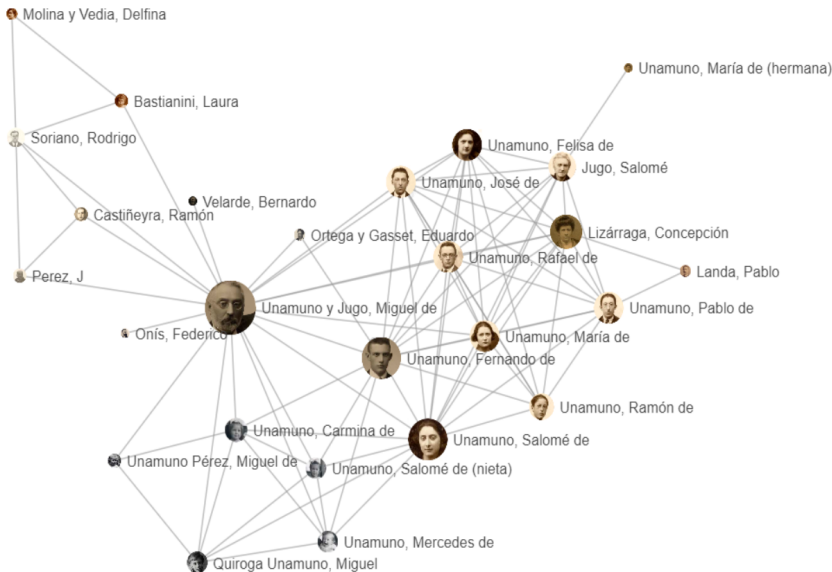 Molina y Vedia, Delfina
Unamuno, María de (hermana)
Bastianini, Laura
Soriano, Rodrigo
Unamuno, Felisa de
Jugo, Salomé
Unamuno, José de
Velarde, Bernardo
Castiñeyra, Ramón
Ortega y Gasset, Eduardo
Lizárraga, Concepción
Unamuno, Rafael de
Landa, Pablo
Perez, J
Unamuno y Jugo, Miguel de
Unamuno, Pablo de
Onís, Federico
Unamuno, María de
Unamuno, Fernando de
Unamuno, Ramón de
Unamuno, Carmina de
Unamuno, Salomé de
Unamuno Pérez, Miguel de
Unamuno, Salomé de (nieta)
Unamuno, Mercedes de
Quiroga Unamuno, Miguel